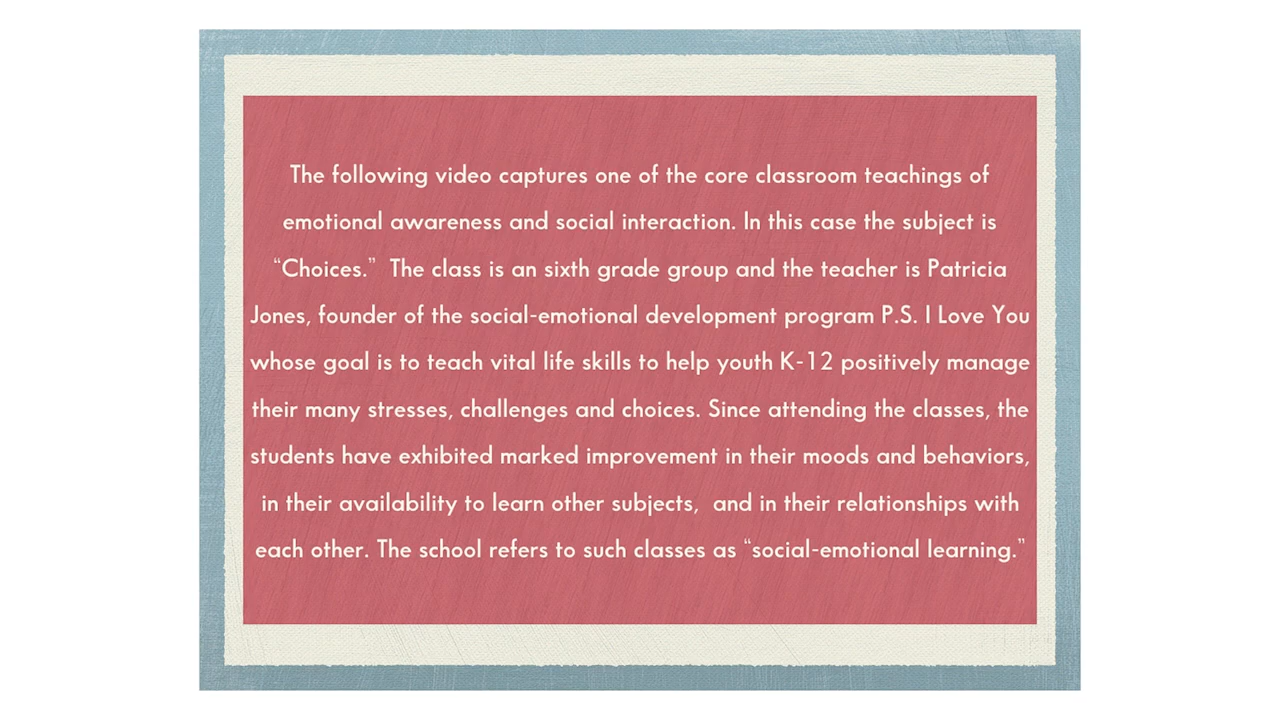 The following video captures one of the core classroom teachings of
emotional awareness and social interaction. In this case the subject is
“Choices.”  The class is an sixth grade group and the teacher is Patricia
Jones, founder of the social-emotional development program P.S. I Love You
whose goal is to teach vital life skills to help youth K-12 positively manage
their many stresses, challenges and choices. Since attending the classes, the
students have exhibited marked improvement in their moods and behaviors,
in their availability to learn other subjects,  and in their relationships with
each other. The school refers to such classes as “social-emotional learning.”